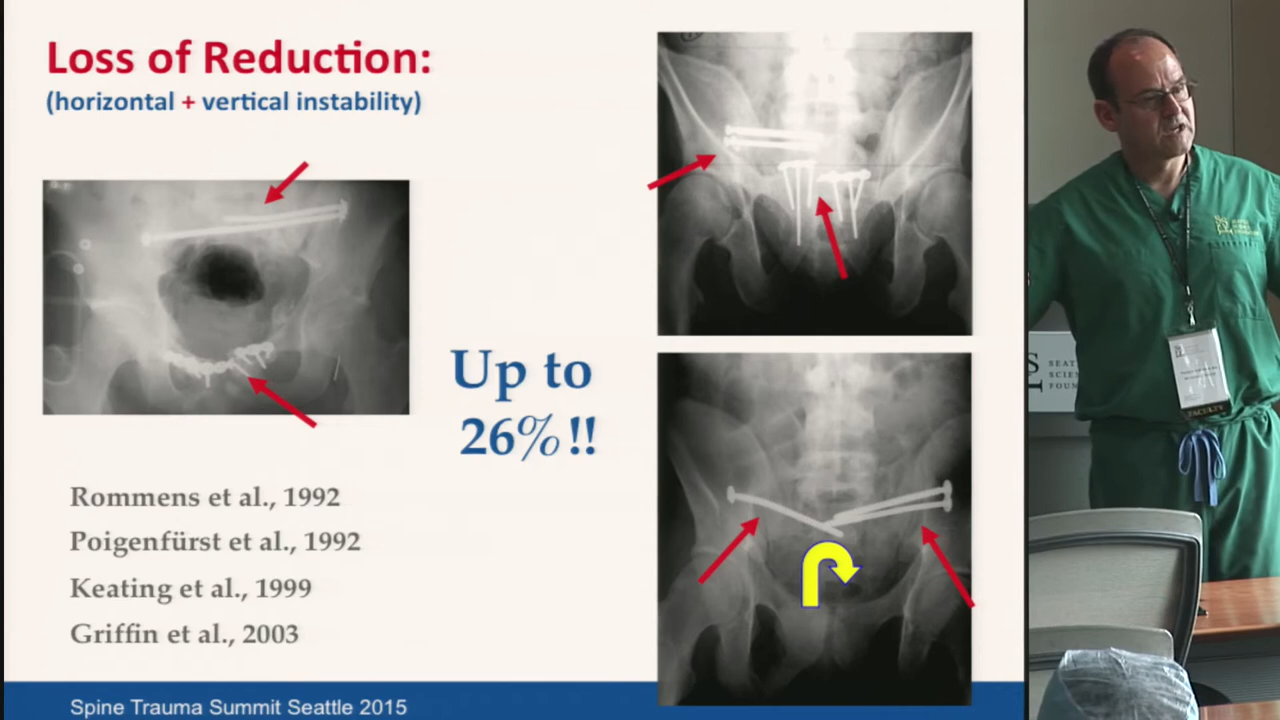 Loss of Reduction:
(horizontal + vertical instability)
Up to
26%!!
Rommens et al., 1992
Poigenfürst et al., 1992
Keating et al., 1999
Griffin et al., 2003
Spine Trauma Summit Seattle 2015
FACULTY